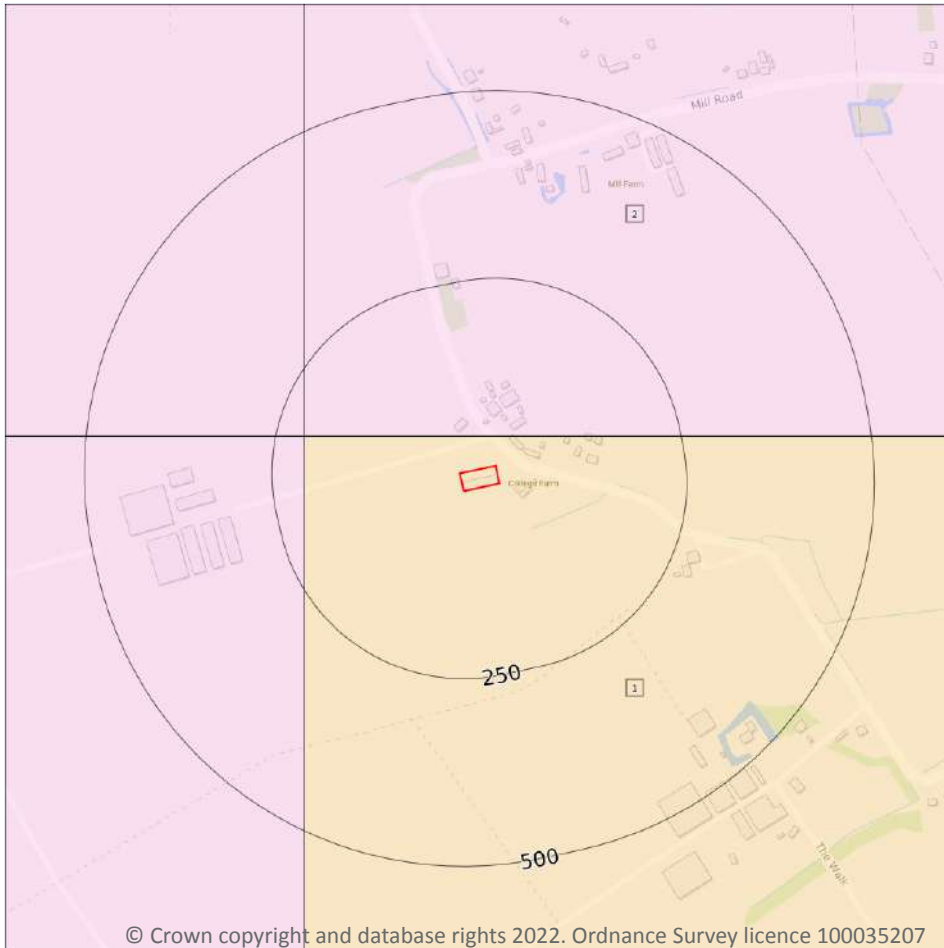 Mill Road
Mill Farm
2
College Farm
250
1
500
The Walk
© Crown copyright and database rights 2022. Ordnance Survey licence 100035207